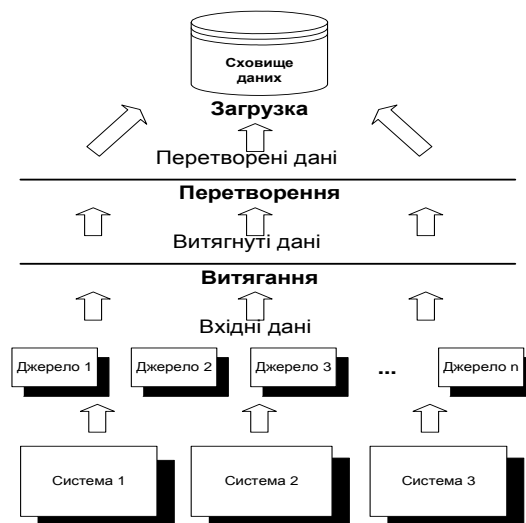 Сховище
даних
Загрузка
Перетворені дані
Перетворення
Витягнуті дані
Витягання
Вхідні дані
Джерело 1
Джерело 2
Джерело 3
...
Джерело n
Система 1
Система 2
Система 3